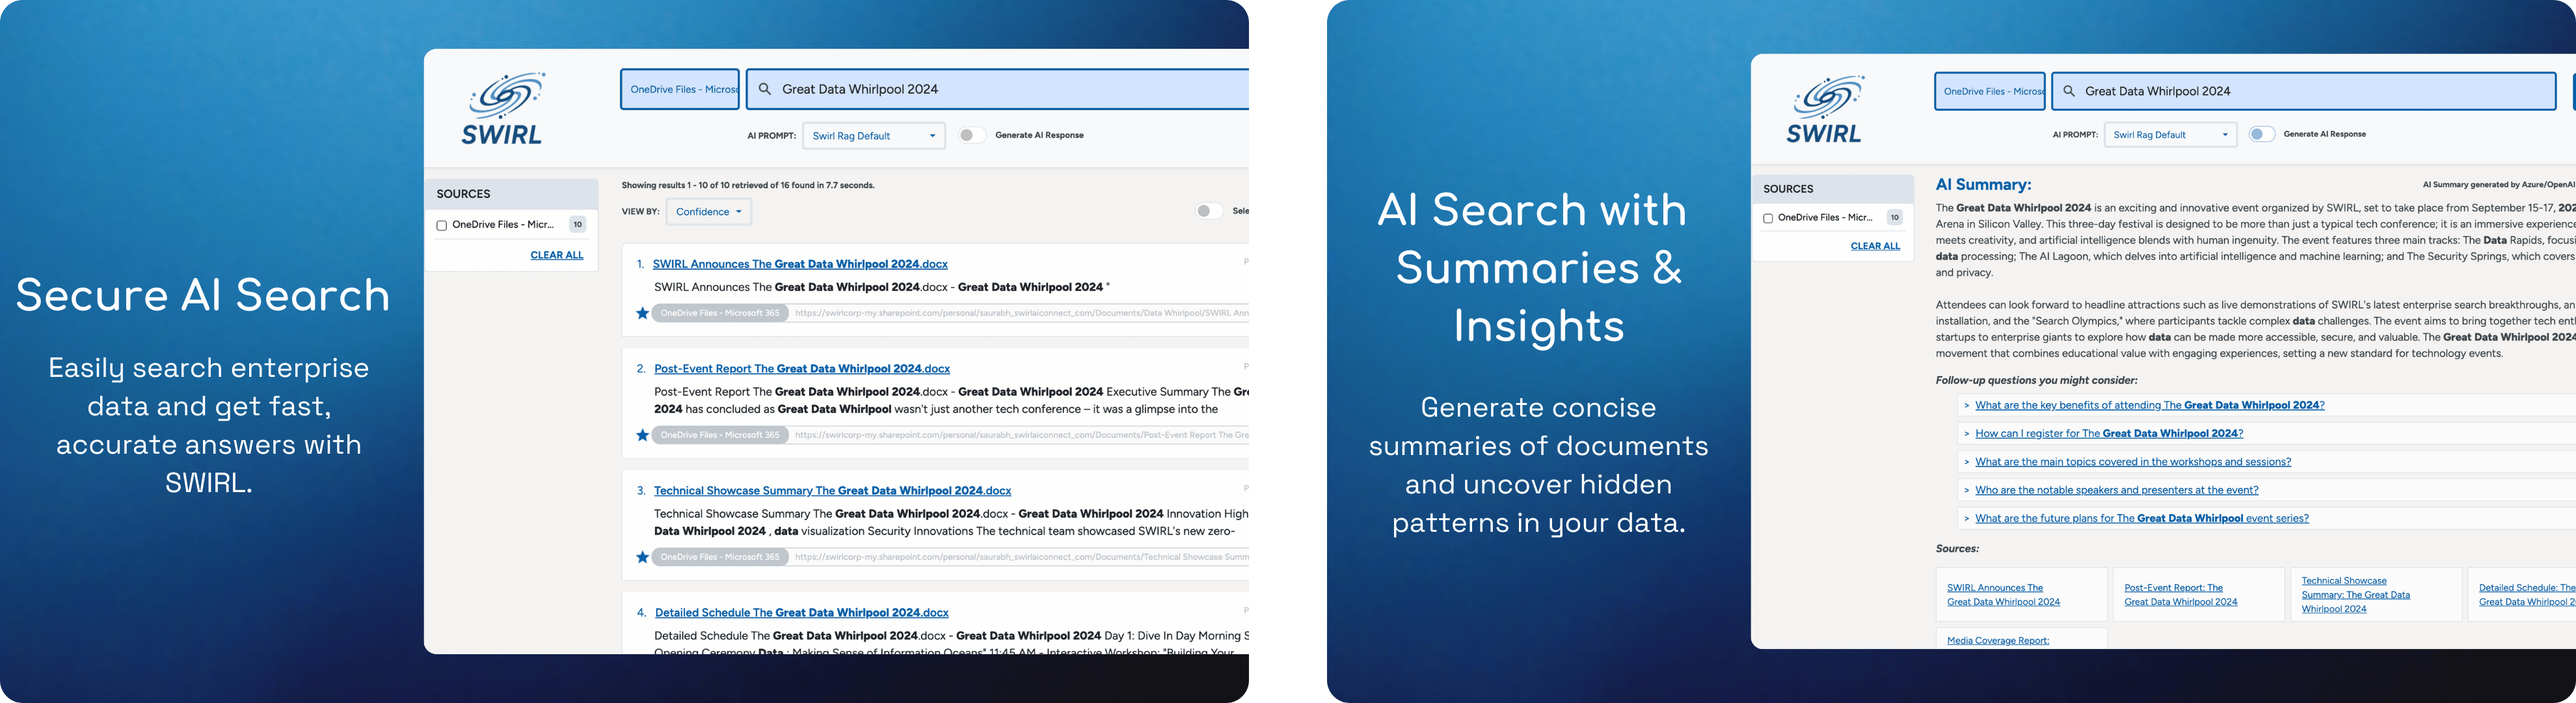 Secure AI Search
Easily search enterprise
data and get fast,
accurate answers with
SWIRL.
SWIRL
OneDrive Files - Micros
Great Data Whirlpool 2024
AI PROMPT:
Swirl Rag Default
Generate AI Response
SOURCES
OneDrive Files - Micr...
10
CLEAR ALL
Showing results 1 - 10 of 10 retrieved of 16 found in 7.7 seconds.
VIEW BY:
Confidence
Sele
1. SWIRL Announces The Great Data Whirlpool 2024.docx
SWIRL Announces The Great Data Whirlpool 2024.docx - Great Data Whirlpool 2024 *
OneDrive Files - Microsoft 365
https://swirlcorp-my.sharepoint.com/personal/saurabh_swirlaiconnect_com/Documents/Data Whirlpool/SWIRL Ann
2. Post-Event Report The Great Data Whirlpool 2024.docx
Post-Event Report The Great Data Whirlpool 2024.docx - Great Data Whirlpool 2024 Executive Summary The Gre
2024 has concluded as Great Data Whirlpool wasn't just another tech conference – it was a glimpse into the
OneDrive Files - Microsoft 365
https://swirlcorp-my.sharepoint.com/personal/saurabh_swirlaiconnect_com/Documents/Post-Event Report The Gre
3. Technical Showcase Summary The Great Data Whirlpool 2024.docx
Technical Showcase Summary The Great Data Whirlpool 2024.docx - Great Data Whirlpool 2024 Innovation High
Data Whirlpool 2024 , data visualization Security Innovations The technical team showcased SWIRL's new zero-
OneDrive Files - Microsoft 365
https://swirlcorp-my.sharepoint.com/personal/saurabh_swirlaiconnect_com/Documents/Technical Showcase Summ
4. Detailed Schedule The Great Data Whirlpool 2024.docx
Detailed Schedule The Great Data Whirlpool 2024.docx - Great Data Whirlpool 2024 Day 1: Dive In Day Morning S
Opening Ceremony Data : Making Sense of Information Oceans" 11:45 AM - Interactive Workshop: "Building Your
AI Search with
Summaries &
Insights
Generate concise
summaries of documents
and uncover hidden
patterns in your data.
SWIRL
OneDrive Files - Microso
Great Data Whirlpool 2024
AI PROMPT:
Swirl Rag Default
Generate AI Response
SOURCES
OneDrive Files - Micr...
10
CLEAR ALL
AI Summary:
AI Summary generated by Azure/OpenAI
The Great Data Whirlpool 2024 is an exciting and innovative event organized by SWIRL, set to take place from September 15-17, 202
Arena in Silicon Valley. This three-day festival is designed to be more than just a typical tech conference; it is an immersive experience
meets creativity, and artificial intelligence blends with human ingenuity. The event features three main tracks: The Data Rapids, focusi
data processing; The AI Lagoon, which delves into artificial intelligence and machine learning; and The Security Springs, which covers
and privacy.
Attendees can look forward to headline attractions such as live demonstrations of SWIRL's latest enterprise search breakthroughs, an
installation, and the "Search Olympics," where participants tackle complex data challenges. The event aims to bring together tech enth
startups to enterprise giants to explore how data can be made more accessible, secure, and valuable. The Great Data Whirlpool 2024
movement that combines educational value with engaging experiences, setting a new standard for technology events.
Follow-up questions you might consider:
> What are the key benefits of attending The Great Data Whirlpool 2024?
> How can I register for The Great Data Whirlpool 2024?
> What are the main topics covered in the workshops and sessions?
> Who are the notable speakers and presenters at the event?
> What are the future plans for The Great Data Whirlpool event series?
Sources:
SWIRL Announces The
Great Data Whirlpool 2024
Post-Event Report: The
Great Data Whirlpool 2024
Technical Showcase
Summary: The Great Data
Whirlpool 2024
Detailed Schedule: The
Great Data Whirlpool 2
Media Coverage Report: